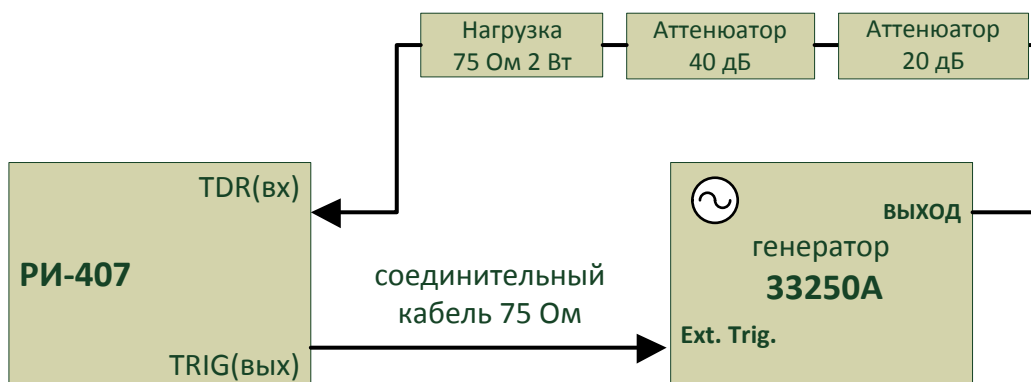 Нагрузка
75 Ом 2 Вт
Аттенюатор
40 дБ
Аттенюатор
20 дБ
TDR(вх)
РИ-407
TRIG(вых)
соединительный
кабель 75 Ом
ВЫХОД
генератор
33250А
Ext. Trig.